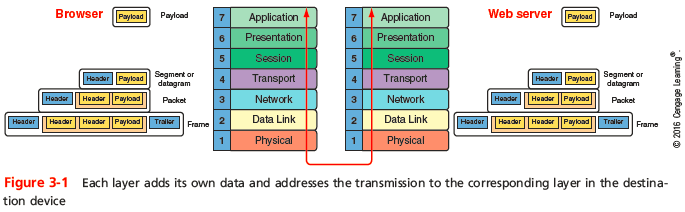 Browser
Payload
Payload
7 Application
7 Application
Web server
Payload
Payload
6 Presentation
6 Presentation
5 Session
5 Session
Header Payload
Segment or datagram
4 Transport
4 Transport
Header Payload
Segment or datagram
Header Header Payload
Packet
3 Network
3 Network
Header Header Payload
Packet
Header Header Header Payload Trailer
Frame
2 Data Link
2 Data Link
Header Header Header Payload Trailer
Frame
1 Physical
1 Physical
© 2016 Cengage Learning®.
Figure 3-1 Each layer adds its own data and addresses the transmission to the corresponding layer in the destina-
tion device